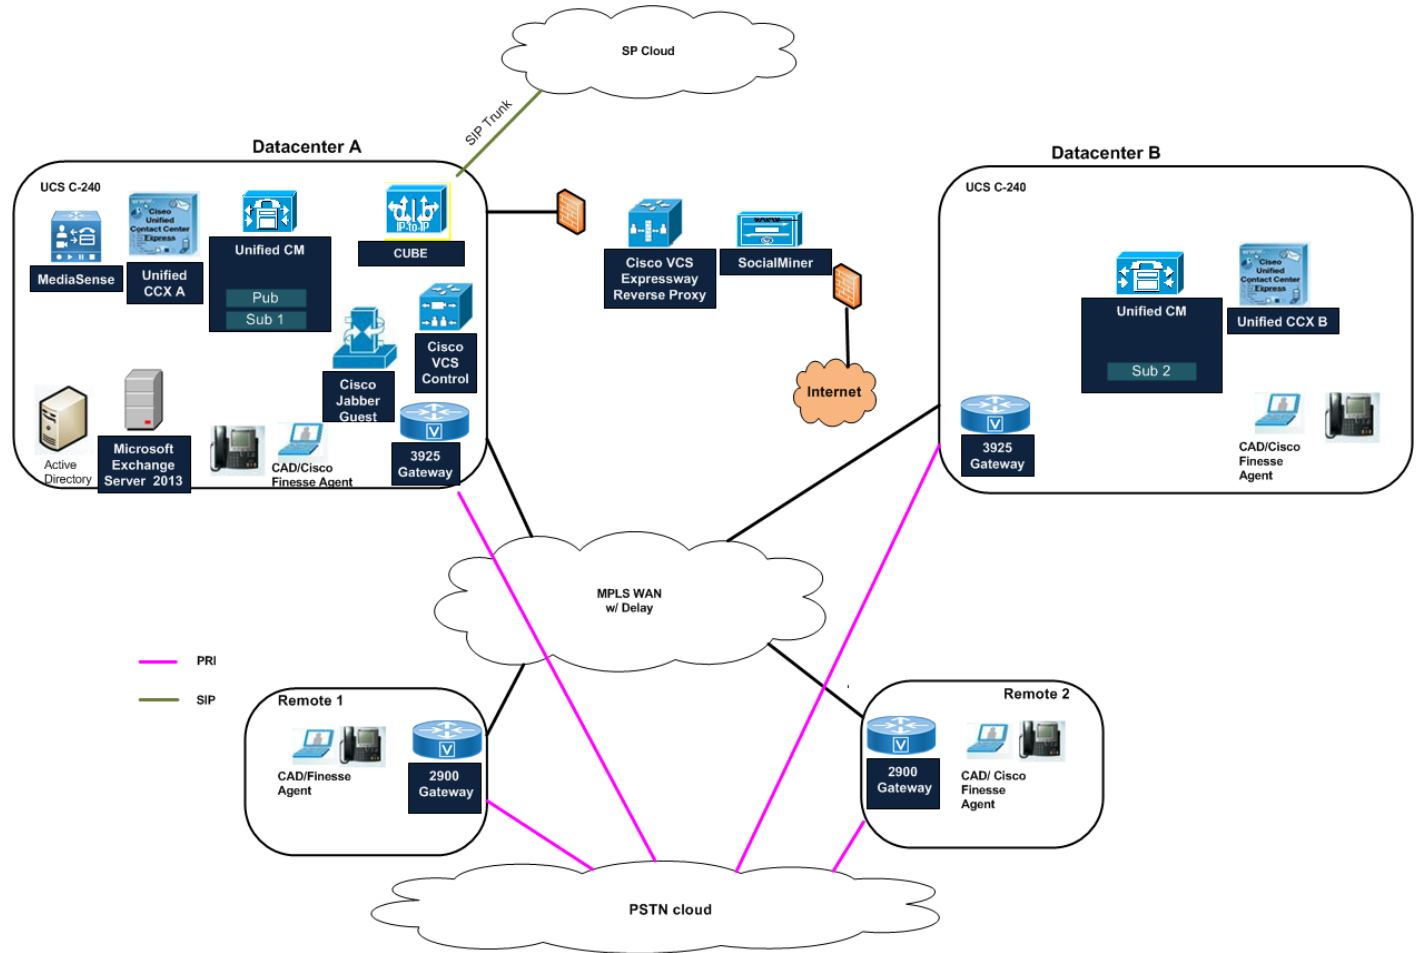 SP Cloud
SIP Trunk
Datacenter A
UCS C-240
MediaSense
Cisco
Unified
Contact Center
Express
Unified
CCX A
Unified CM
Pub
Sub 1
IP-to-IP
CUBE
Cisco
VCS
Control
Cisco
Jabber
Guest
Active
Directory
Microsoft
Exchange
Server 2013
CAD/Cisco
Finesse Agent
V
3925
Gateway
Cisco VCS
Expressway
Reverse Proxy
WWW
SocialMiner
Internet
Datacenter B
UCS C-240
Unified CM
Sub 2
Cisco
Unified
Contact Center
Express
Unified CCX B
V
3925
Gateway
CAD/Cisco
Finesse
Agent
MPLS WAN
w/ Delay
PRI
SIP
Remote 1
CAD/Finesse
Agent
V
2900
Gateway
Remote 2
V
2900
Gateway
CAD/ Cisco
Finesse
Agent
PSTN cloud